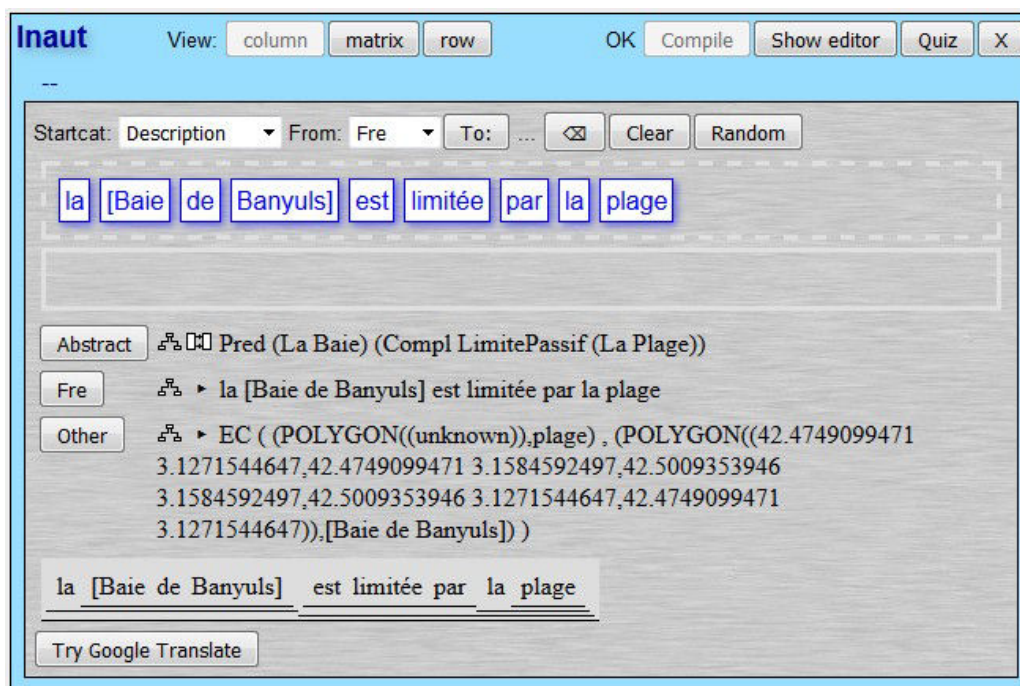 Inaut View: column matrix row OK Compile Show editor Quiz X
--
Startcat: Description From: Fre To: ... ⌫ Clear Random
la [Baie de Banyuls] est limitée par la plage
Abstract Pred (La Baie) (Compl LimitePassif (La Plage))
Fre la [Baie de Banyuls] est limitée par la plage
Other EC ( (POLYGON((unknown)),plage) , (POLYGON((42.4749099471
3.1271544647,42.4749099471 3.1584592497,42.5009353946
3.1584592497,42.5009353946 3.1271544647,42.4749099471
3.1271544647)),[Baie de Banyuls]) )
la [Baie de Banyuls] est limitée par la plage
Try Google Translate